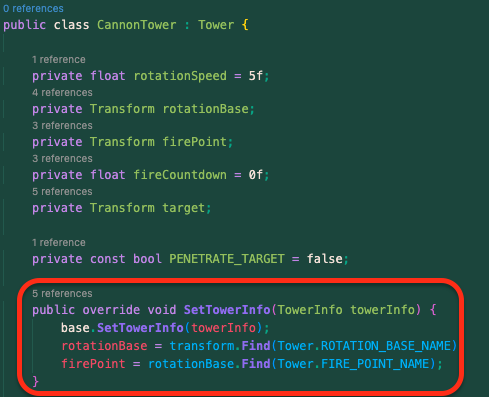 0 references
public class CannonTower : Tower {
1 reference
private float rotationSpeed = 5f;
4 references
private Transform rotationBase;
3 references
private Transform firePoint;
3 references
private float fireCountdown = 0f;
5 references
private Transform target;
1 reference
private const bool PENETRATE_TARGET = false;
5 references
public override void SetTowerInfo(TowerInfo towerInfo) {
base.SetTowerInfo(towerInfo);
rotationBase = transform.Find(Tower.ROTATION_BASE_NAME)
firePoint = rotationBase.Find(Tower.FIRE_POINT_NAME);
}